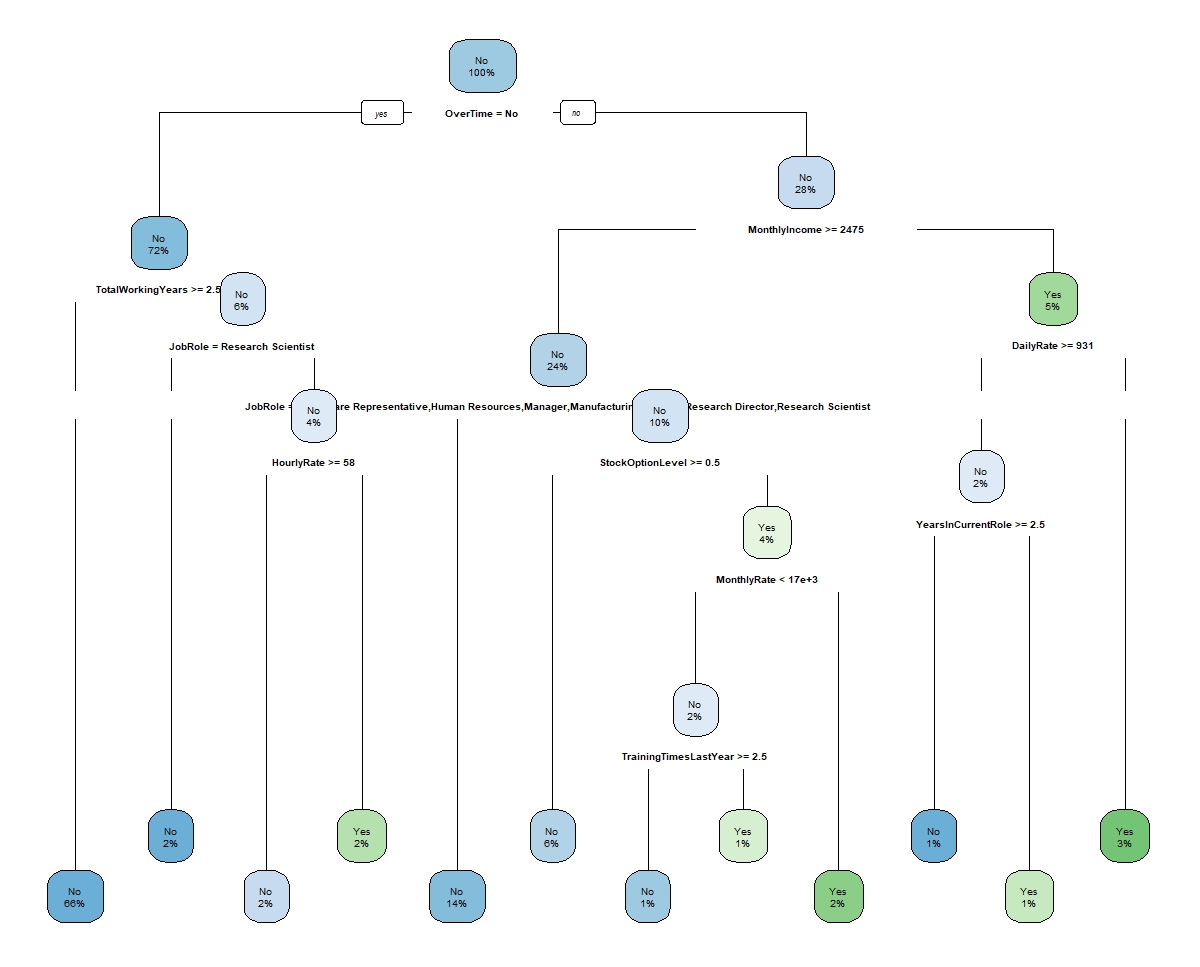 No
100%
yes
OverTime = No
no
No
28%
No
72%
MonthlyIncome >= 2475
TotalWorkingYears >= 2.5
No
6%
Yes
5%
JobRole = Research Scientist
DailyRate >= 931
No
24%
JobRole = Representative,Human Resources,Manager, Research Director,Research Scientist
No
4%
No
10%
HourlyRate >= 58
StockOptionLevel >= 0.5
No
2%
Yes
4%
YearsInCurrentRole >= 2.5
MonthlyRate < 17e+3
No
2%
TrainingTimesLastYear >= 2.5
No
2%
Yes
2%
No
6%
Yes
1%
No
1%
Yes
3%
No
66%
No
2%
No
14%
No
1%
Yes
2%
Yes
1%